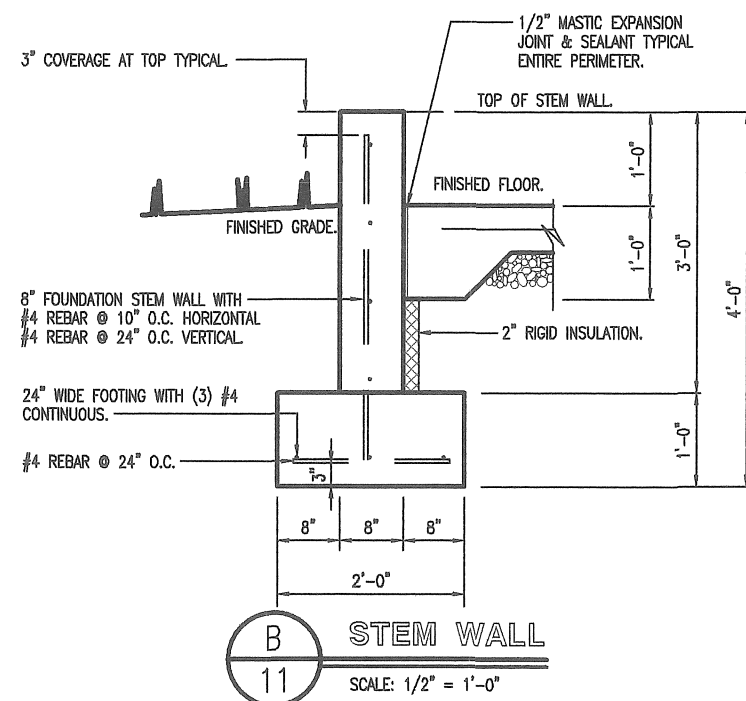 1/2" MASTIC EXPANSION
JOINT & SEALANT TYPICAL
ENTIRE PERIMETER.
3" COVERAGE AT TOP TYPICAL.
TOP OF STEM WALL.
1'-0"
FINISHED FLOOR.
FINISHED GRADE.
1'-0"
3'-0"
4'-0"
8" FOUNDATION STEM WALL WITH
#4 REBAR @ 10" O.C. HORIZONTAL
#4 REBAR @ 24" O.C. VERTICAL.
2" RIGID INSULATION.
24" WIDE FOOTING WITH (3) #4
CONTINUOUS.
1'-0"
#4 REBAR @ 24" O.C.
3"
8"
8"
8"
2'-0"
B
11
STEM WALL
SCALE: 1/2" = 1'-0"